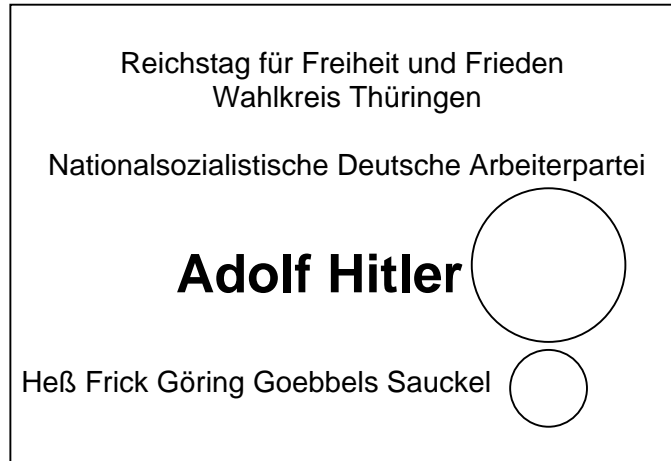 Reichstag für Freiheit und Frieden
Wahlkreis Thüringen
Nationalsozialistische Deutsche Arbeiterpartei
Adolf Hitler
Heß Frick Göring Goebbels Sauckel